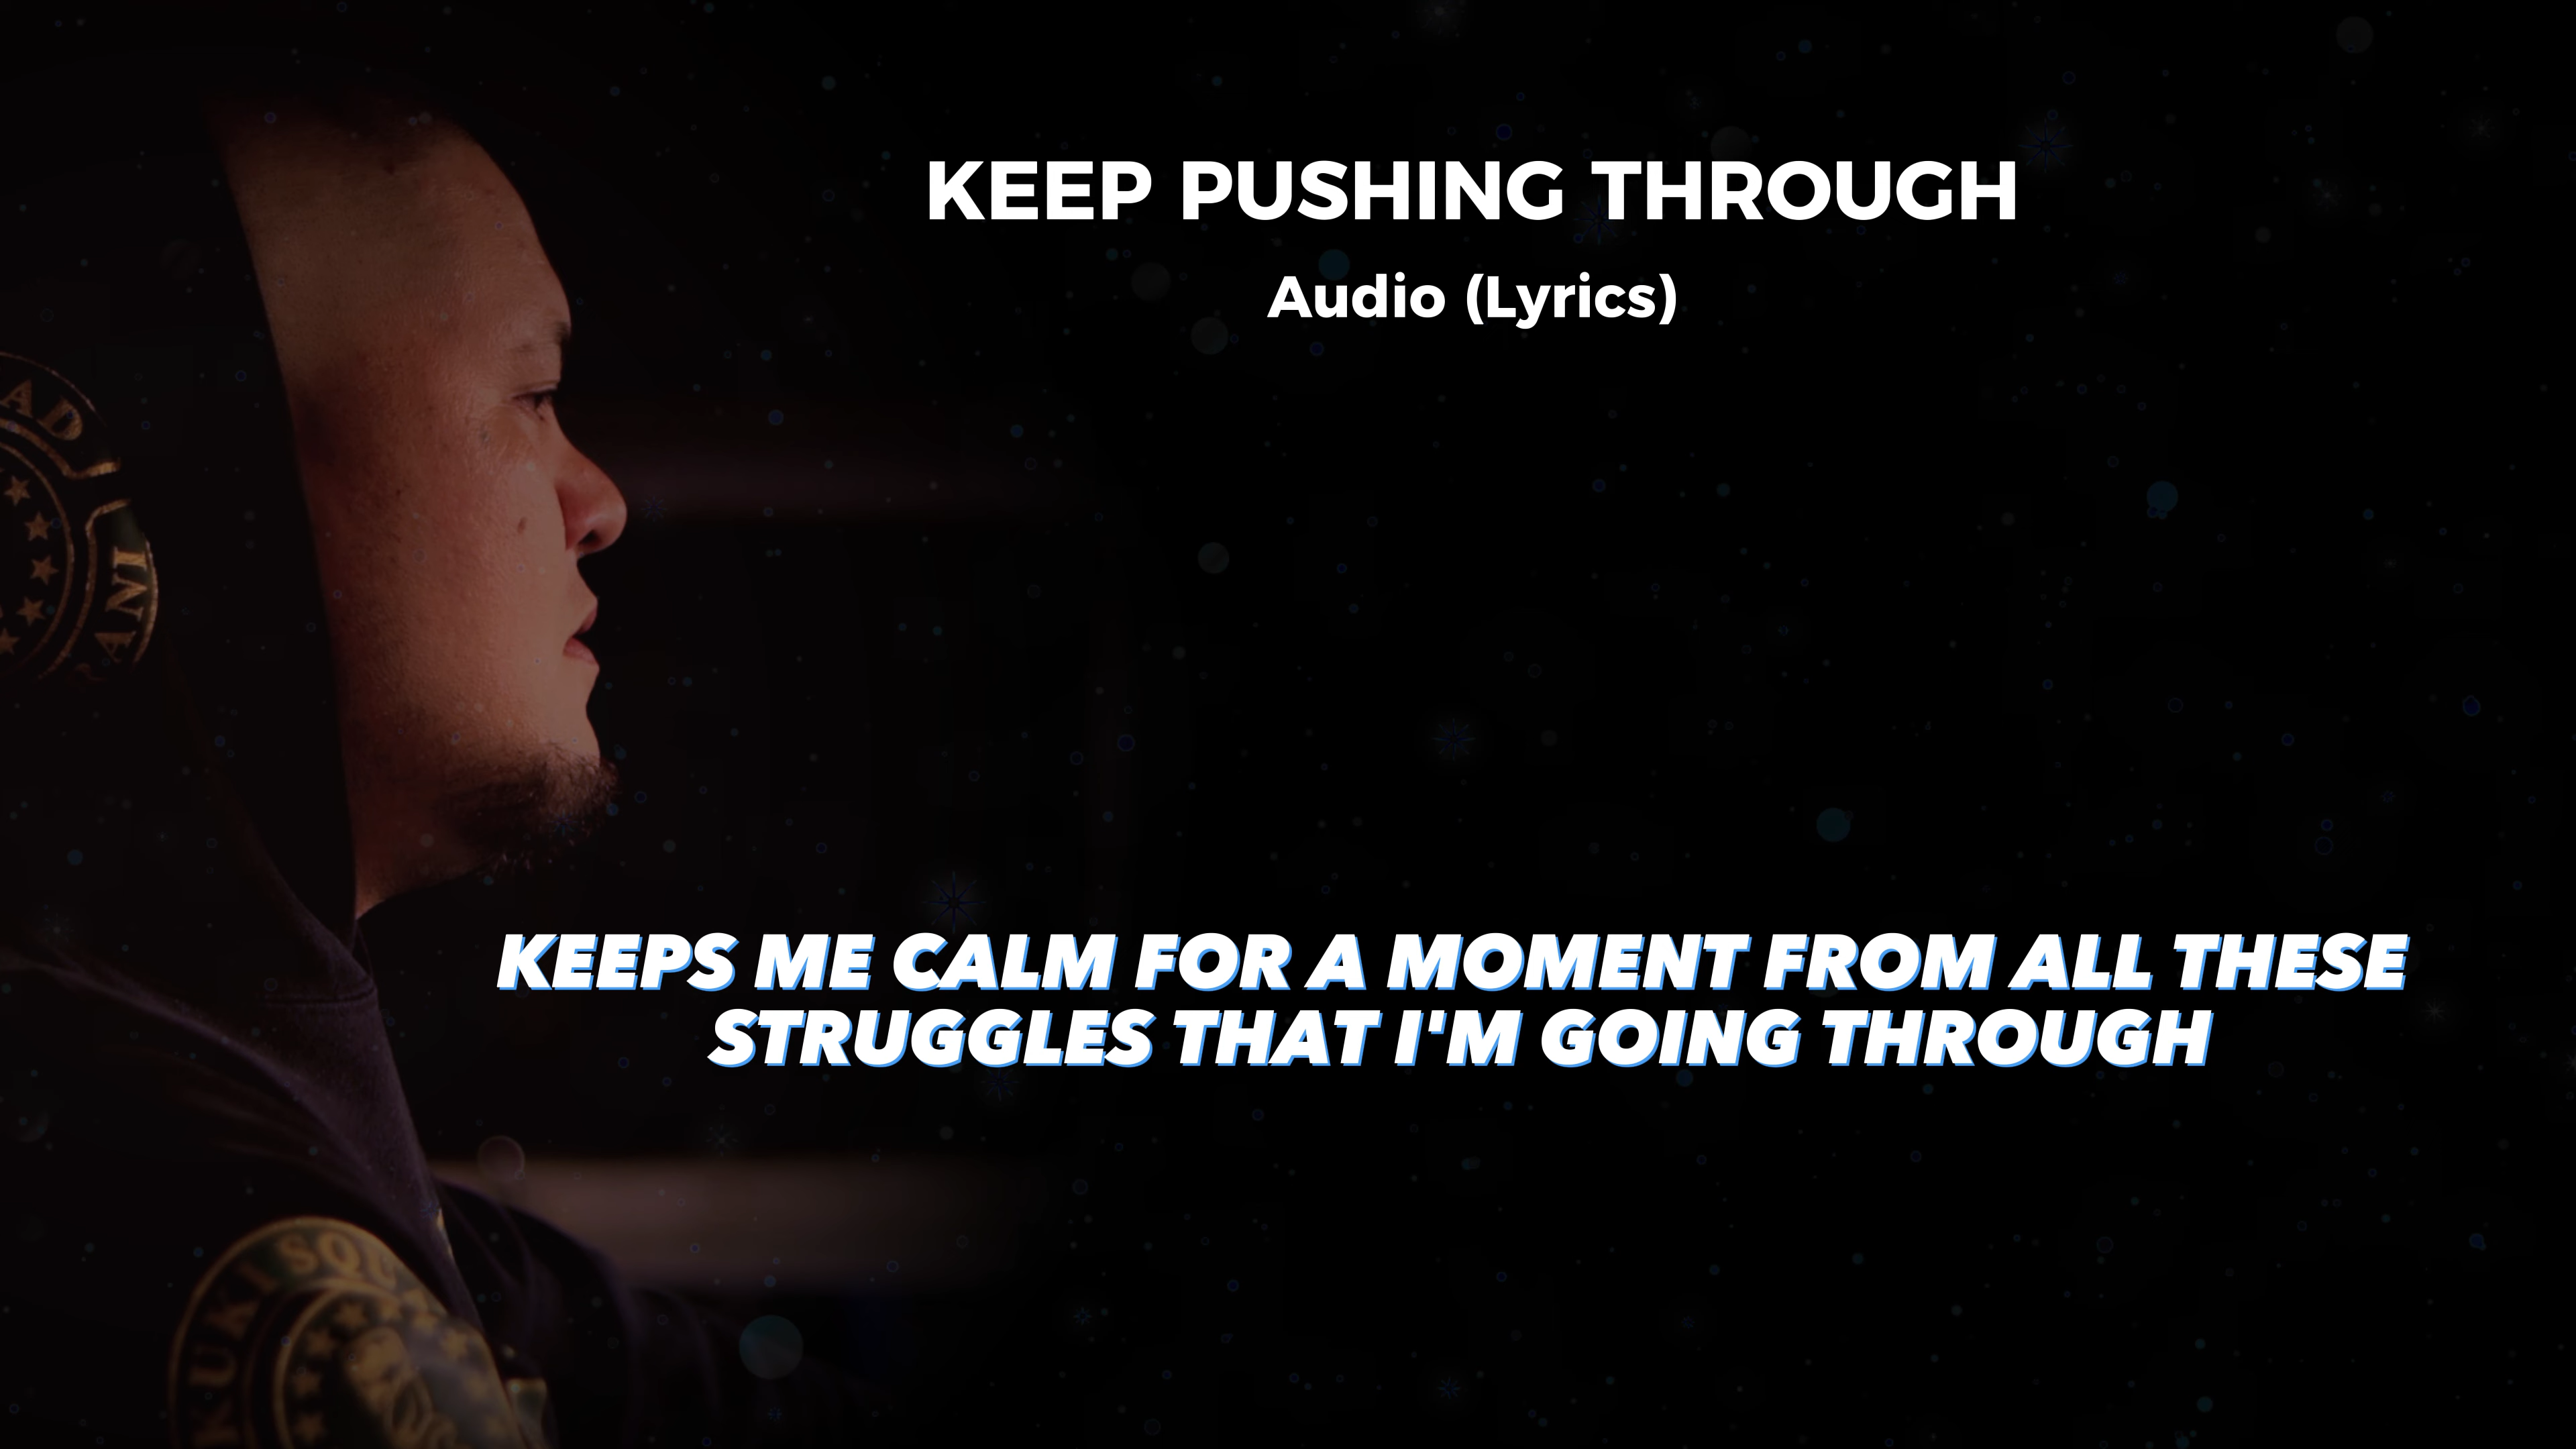 KEEP PUSHING THROUGH
Audio (Lyrics)
KEEPS ME CALM FOR A MOMENT FROM ALL THESE
STRUGGLES THAT I'M GOING THROUGH